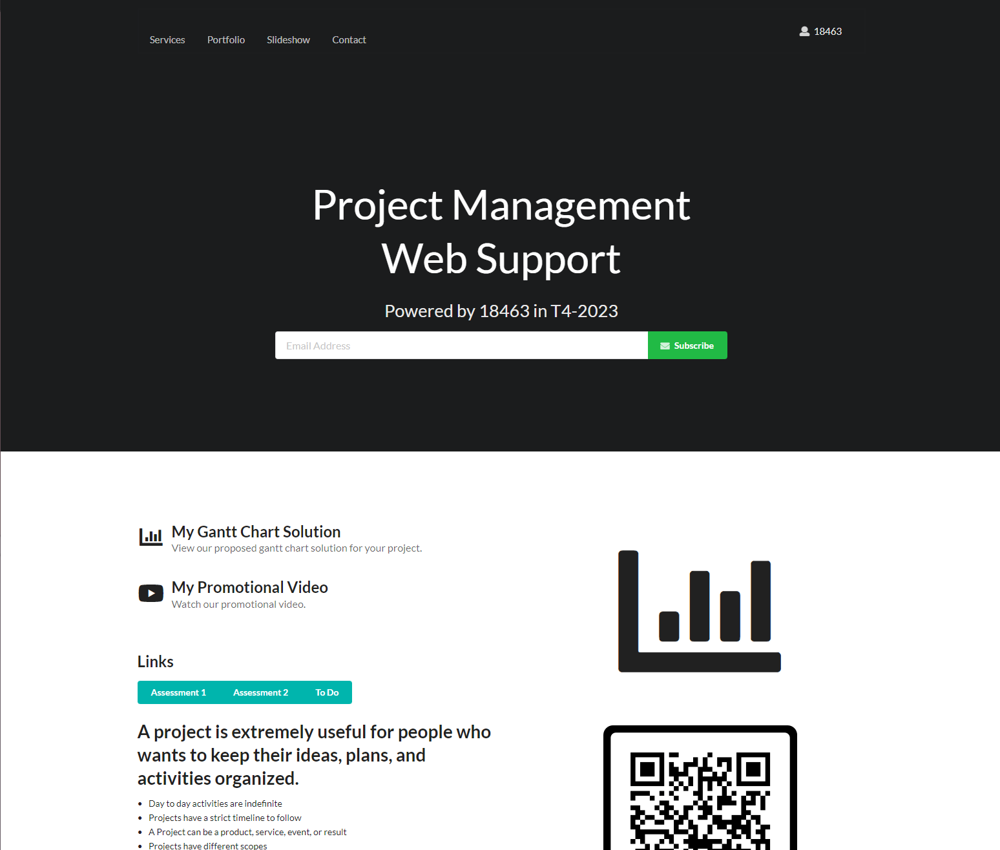 Services Portfolio Slideshow Contact
18463
Project Management
Web Support
Powered by 18463 in T4-2023
Email Address
Subscribe
My Gantt Chart Solution
View our proposed gantt chart solution for your project.
My Promotional Video
Watch our promotional video.
Links
Assessment 1 Assessment 2 To Do
A project is extremely useful for people who
wants to keep their ideas, plans, and
activities organized.
• Day to day activities are indefinite
• Projects have a strict timeline to follow
• A Project can be a product, service, event, or result
• Projects have different scopes